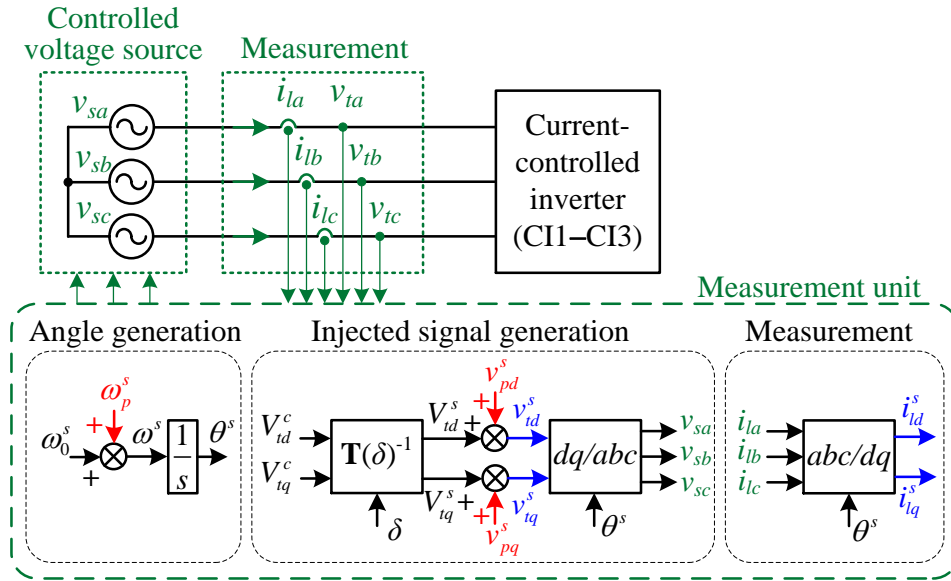 Controlled
voltage source
Measurement
v_sa
v_sb
v_sc
i_la
i_lb
i_lc
v_ta
v_tb
v_tc
Current-
controlled
inverter
(CI1–CI3)
Measurement unit
Angle generation
ω_p^s
+
ω_0^s
+
ω^s
1
s
θ^s
Injected signal generation
V_td^c
V_tq^c
T(δ)^-1
δ
V_td^s +
V_tq^s +
v_pd^s
+
v_td^s
v_tq^s
+
v_pq^s
dq/abc
θ^s
v_sa
v_sb
v_sc
Measurement
i_la
i_lb
i_lc
abc/dq
θ^s
i_ld^s
i_lq^s